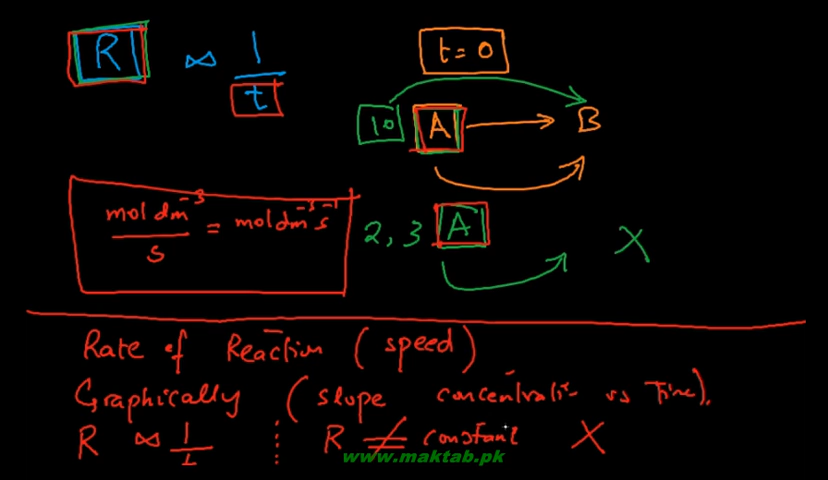 R ∝ 1/t
t = 0
10 A → B
mol dm⁻³/s = mol dm⁻³ s⁻¹
2, 3 A X
Rate of Reaction (speed)
Graphically (slope concentration vs Time).
R ∝ 1/t ⋮ R ≠ constant X
www.maktab.pk